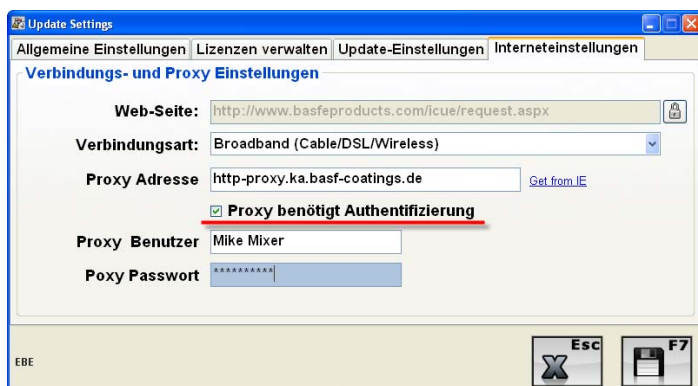 Update Settings
Allgemeine Einstellungen Lizenzen verwalten Update-Einstellungen Interneteinstellungen
Verbindungs- und Proxy Einstellungen
Web-Seite: http://www.basfeproducts.com/icue/request.aspx
Verbindungsart: Broadband (Cable/DSL/Wireless)
Proxy Adresse http-proxy.ka.basf-coatings.de Get from IE
Proxy benötigt Authentifizierung
Proxy Benutzer Mike Mixer
Poxy Passwort **********
EBE Esc F7